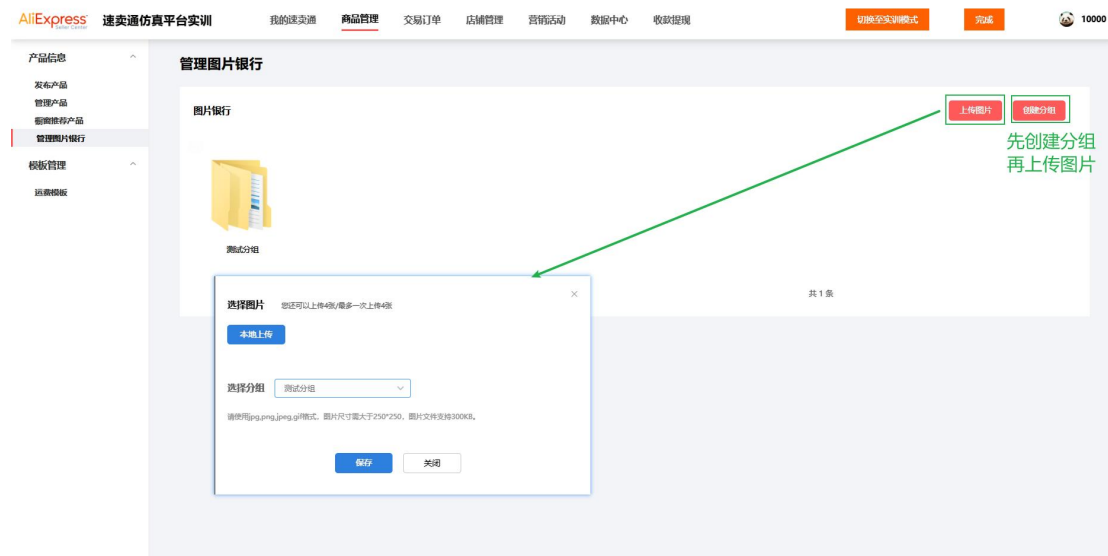 AliExpress 速卖通仿真平台实训 我的速卖通 商品管理 交易订单 店铺管理 营销活动 数据中心 收款提现 切换至实训模式 完成 10000
Seller Center
产品信息
发布产品
管理产品
橱窗推荐产品
管理图片银行
模板管理
运费模板
管理图片银行
图片银行 上传图片 创建分组
先创建分组
再上传图片
测试分组
共 1 条
选择图片 您还可以上传4张/最多一次上传4张
本地上传
选择分组 测试分组
请使用jpg,png,jpeg,gif格式，图片尺寸需大于250*250，图片文件支持300KB。
保存 关闭